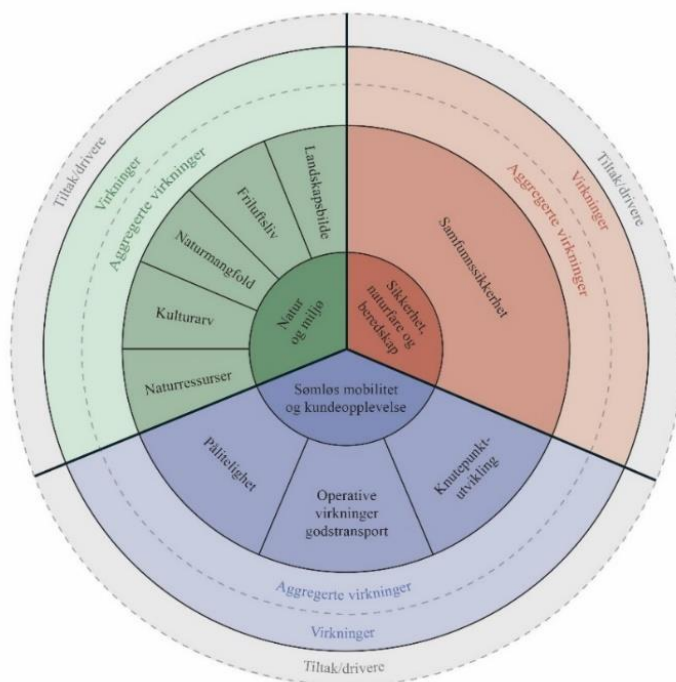 Tiltak/drivere
Virkninger
Aggregerte virkninger
Landskapsbilde
Friluftsliv
Naturmangfold
Kulturarv
Naturressurser
Natur
og miljø
Tiltak/drivere
Virkninger
Aggregerte virkninger
Samfunnssikkerhet
Sikkerhet,
naturfare og
beredskap
Sømløs mobilitet
og kundeopplevelse
Pålitelighet
Operative
virkninger
godstransport
Knutepunkt-
utvikling
Aggregerte virkninger
Virkninger
Tiltak/drivere